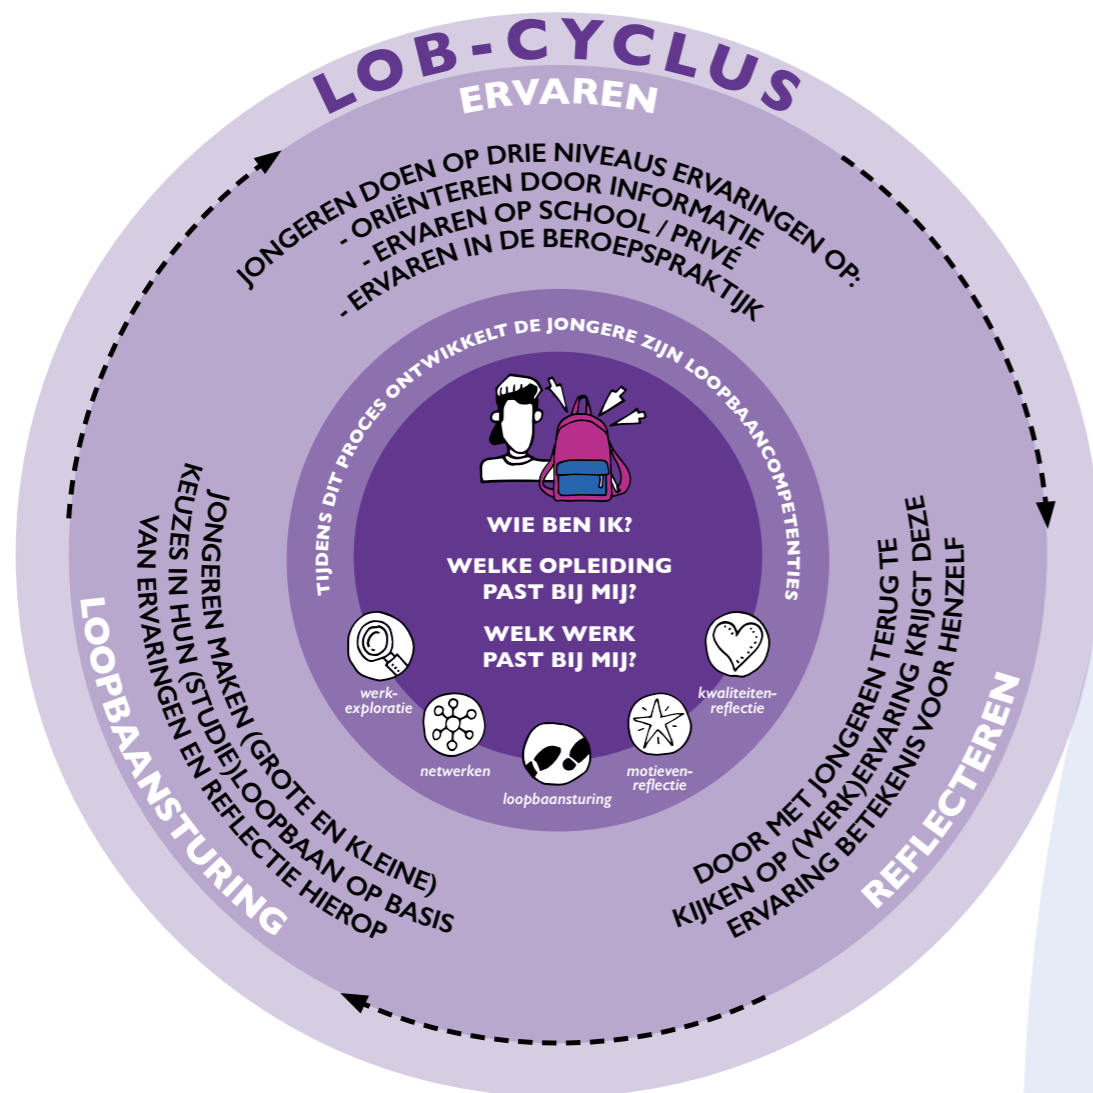 LOB-CYCLUS
ERVAREN
JONGEREN DOEN OP DRIE NIVEAUS ERVARINGEN OP:
- ORIËNTEREN DOOR INFORMATIE
- ERVAREN OP SCHOOL / PRIVÉ
- ERVAREN IN DE BEROEPSPRAKTIJK
TIJDENS DIT PROCES ONTWIKKELT DE JONGERE ZIJN LOOPBAANCOMPETENTIES
WIE BEN IK?
WELKE OPLEIDING
PAST BIJ MIJ?
WELK WERK
PAST BIJ MIJ?
werk-
exploratie
netwerken
loopbaansturing
motieven-
reflectie
kwaliteiten-
reflectie
REFLECTEREN
DOOR MET JONGEREN TERUG TE
KIJKEN OP (WERK)ERVARING KRIJGT DEZE
ERVARING BETEKENIS VOOR HENZELF
LOOPBAANSTURING
JONGEREN MAKEN (GROTE EN KLEINE)
KEUZES IN HUN (STUDIE)LOOPBAAN OP BASIS
VAN ERVARINGEN EN REFLECTIE HIEROP